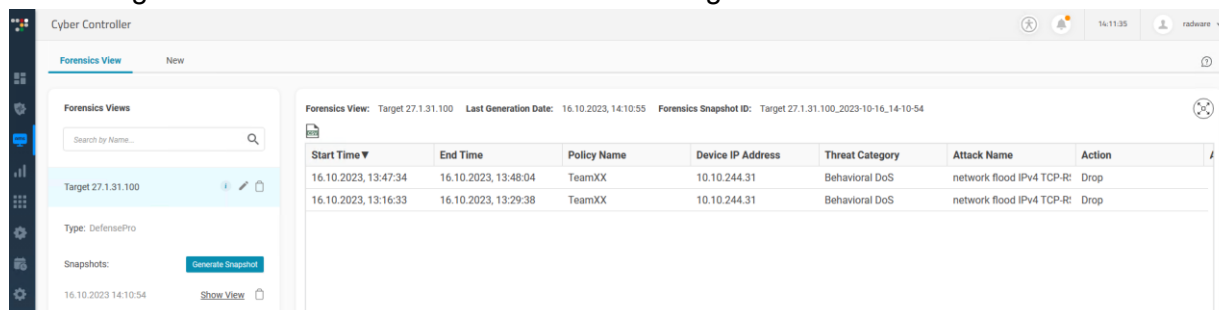 Cyber Controller
14:11:35
radware
Forensics View New
Forensics Views
Search by Name...
Target 27.1.31.100
Type: DefensePro
Snapshots: Generate Snapshot
16.10.2023 14:10:54 Show View
Forensics View: Target 27.1.31.100 Last Generation Date: 16.10.2023, 14:10:55 Forensics Snapshot ID: Target 27.1.31.100_2023-10-16_14-10-54
Start Time▼ End Time Policy Name Device IP Address Threat Category Attack Name Action
16.10.2023, 13:47:34 16.10.2023, 13:48:04 TeamXX 10.10.244.31 Behavioral DoS network flood IPv4 TCP-R Drop
16.10.2023, 13:16:33 16.10.2023, 13:29:38 TeamXX 10.10.244.31 Behavioral DoS network flood IPv4 TCP-R Drop